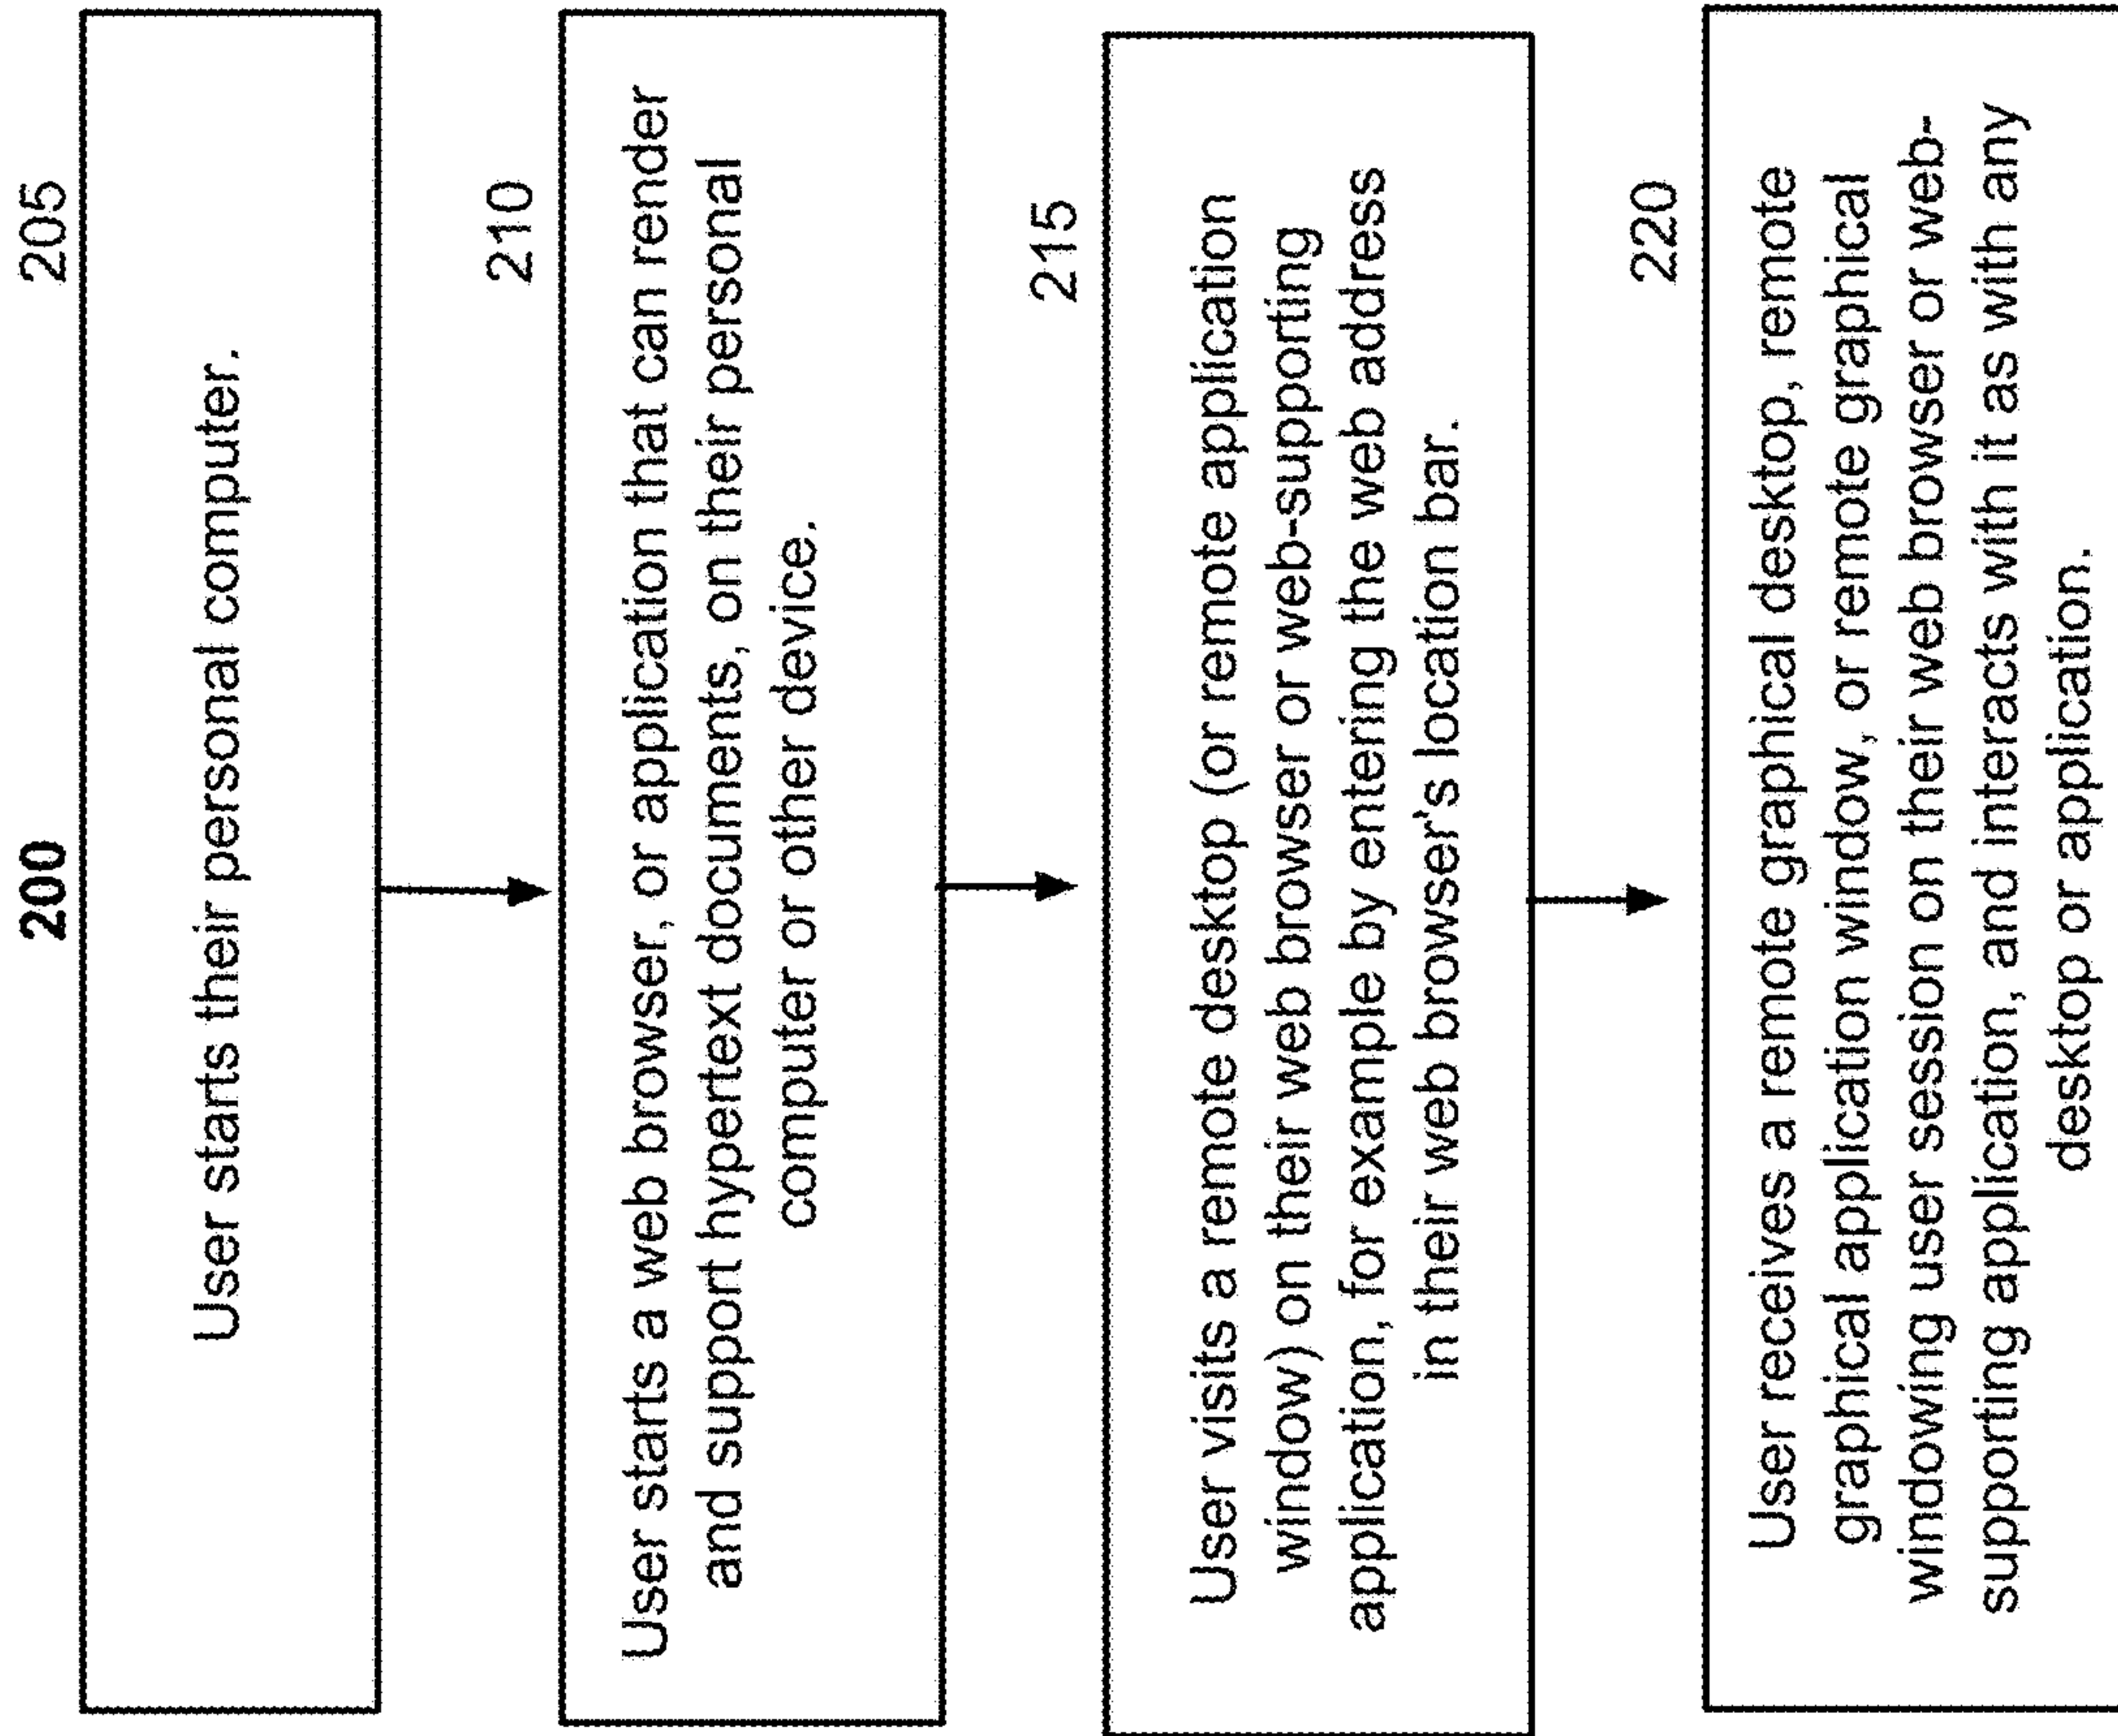 200
205
User starts their personal computer.
210
User starts a web browser, or application that can render
and support hypertext documents, on their personal
computer or other device.
215
User visits a remote desktop (or remote application
window) on their web browser or web-supporting
application, for example by entering the web address
in their web browser's location bar.
220
User receives a remote graphical desktop, remote
graphical application window, or remote graphical
windowing user session on their web browser or web-
supporting application, and interacts with it as with any
desktop or application.